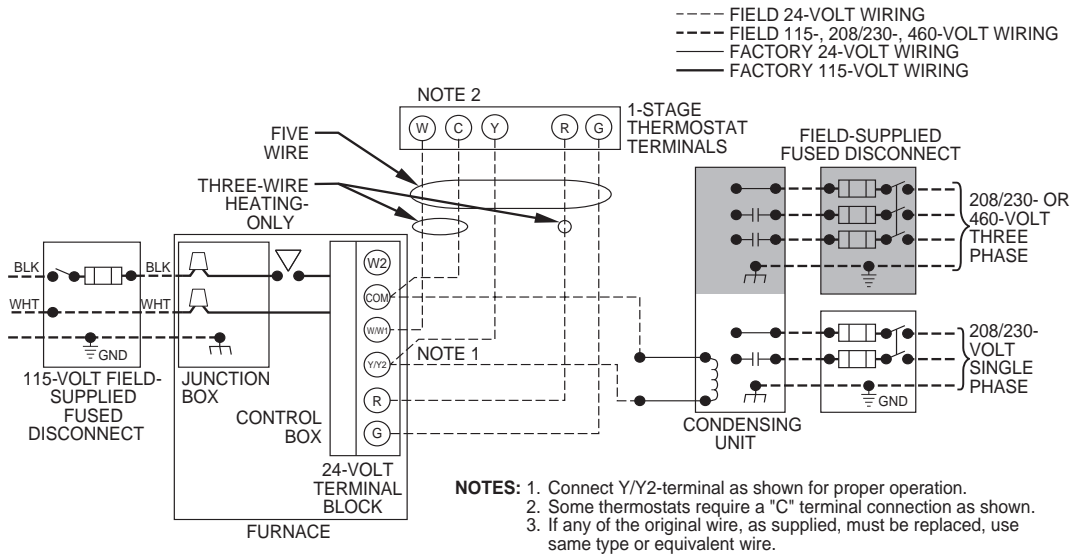 FIELD 24-VOLT WIRING
FIELD 115-, 208/230-, 460-VOLT WIRING
FACTORY 24-VOLT WIRING
FACTORY 115-VOLT WIRING
NOTE 2
W
C
Y
R
G
1-STAGE
THERMOSTAT
TERMINALS
FIVE
WIRE
THREE-WIRE
HEATING-
ONLY
FIELD-SUPPLIED
FUSED DISCONNECT
208/230- OR
460-VOLT
THREE
PHASE
BLK
BLK
WHT
WHT
GND
115-VOLT FIELD-
SUPPLIED
FUSED
DISCONNECT
JUNCTION
BOX
CONTROL
BOX
W2
COM
W/W1
Y/Y2
R
G
NOTE 1
24-VOLT
TERMINAL
BLOCK
FURNACE
CONDENSING
UNIT
208/230-
VOLT
SINGLE
PHASE
GND
NOTES: 1. Connect Y/Y2-terminal as shown for proper operation.
2. Some thermostats require a "C" terminal connection as shown.
3. If any of the original wire, as supplied, must be replaced, use
same type or equivalent wire.